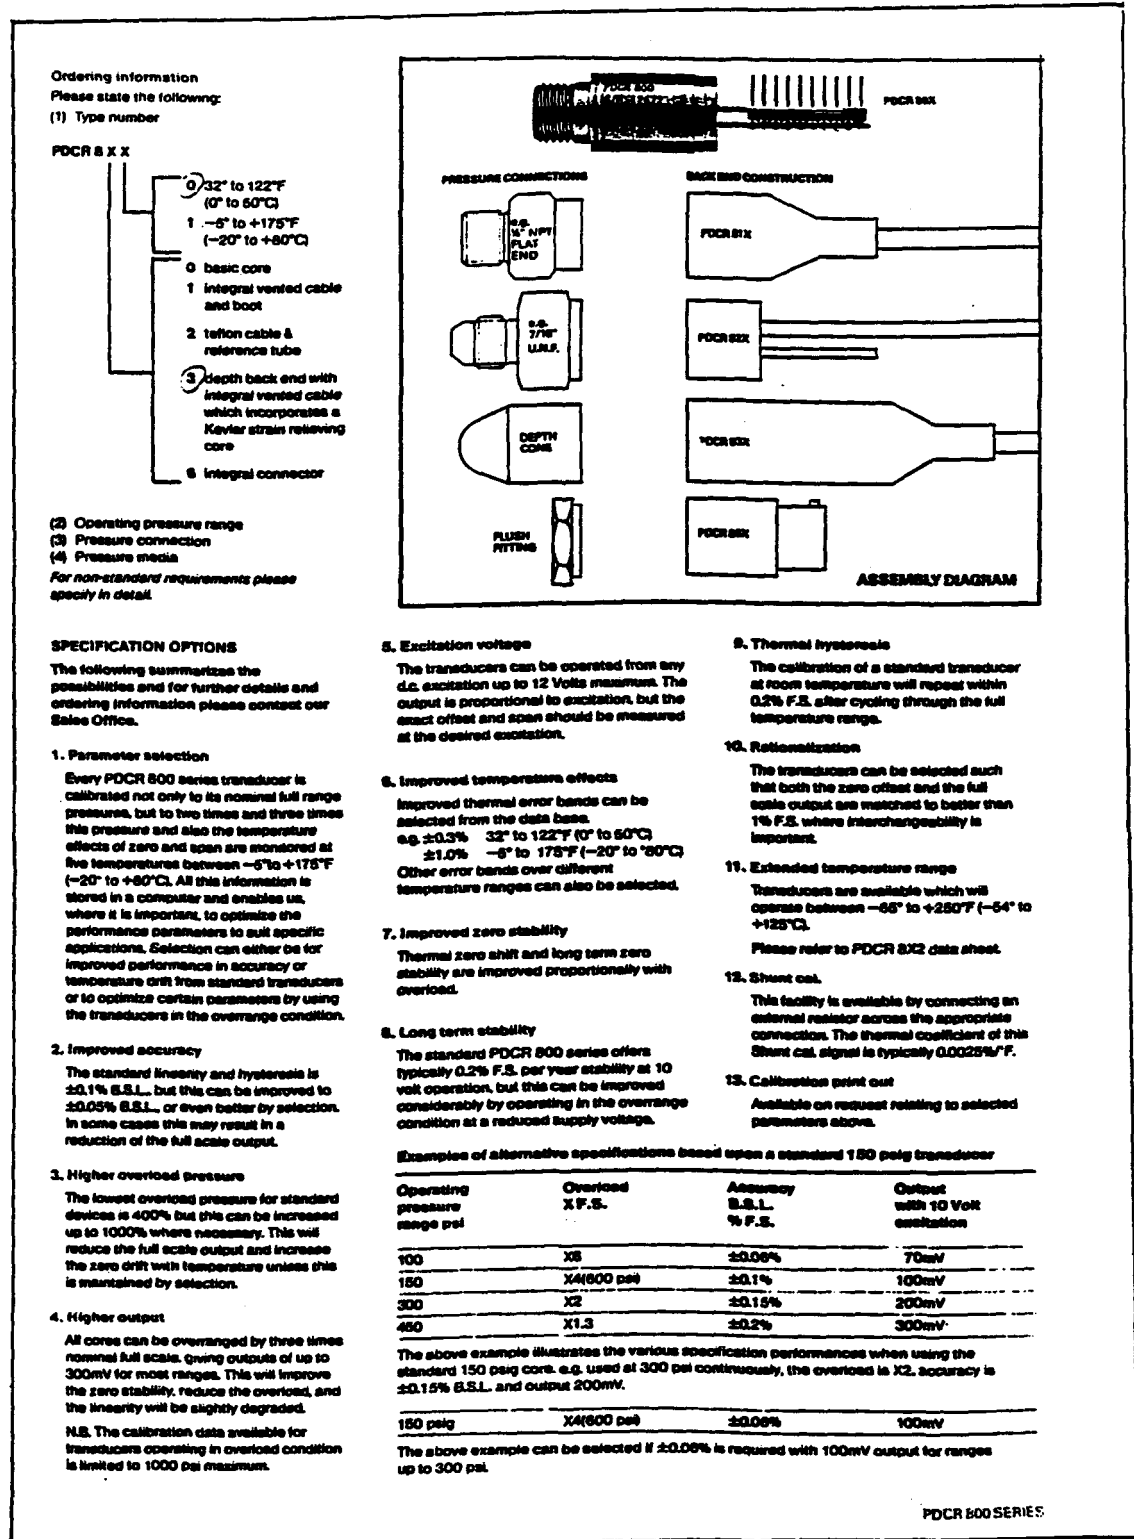 Ordering information
Please state the following:
(1) Type number
PDCR 8 X X
0 32° to 122°F
(0° to 50°C)
1 −5° to +175°F
(−20° to +80°C)
0 basic core
1 integral vented cable
and boot
2 teflon cable &
reference tube
3 depth back end with
integral vented cable
which incorporates a
Kevlar strain relieving
core
6 integral connector
(2) Operating pressure range
(3) Pressure connection
(4) Pressure media
For non-standard requirements please
specify in detail.
PDCR 800
PRESSURE CONNECTIONS
BACK END CONSTRUCTION
e.g.
¼" NPT
FLAT
END
PDCR 81X
e.g.
7/16"
U.N.F.
PDCR 82X
DEPTH
CONE
PDCR 83X
FLUSH
FITTING
PDCR 86X
ASSEMBLY DIAGRAM
SPECIFICATION OPTIONS
The following summarizes the
possibilities and for further details and
ordering information please contact our
Sales Office.
1. Parameter selection
Every PDCR 800 series transducer is
calibrated not only to its nominal full range
pressures, but to two times and three times
this pressure and also the temperature
effects of zero and span are monitored at
five temperatures between −5° to +175°F
(−20° to +80°C). All this information is
stored in a computer and enables us,
where it is important, to optimize the
performance parameters to suit specific
applications. Selection can either be for
improved performance in accuracy or
temperature drift from standard transducers
or to optimize certain parameters by using
the transducers in the overrange condition.
2. Improved accuracy
The standard linearity and hysteresis is
±0.1% B.S.L., but this can be improved to
±0.05% B.S.L., or even better by selection.
In some cases this may result in a
reduction of the full scale output.
3. Higher overload pressure
The lowest overload pressure for standard
devices is 400% but this can be increased
up to 1000% where necessary. This will
reduce the full scale output and increase
the zero drift with temperature unless this
is maintained by selection.
4. Higher output
All cores can be overranged by three times
nominal full scale, giving outputs of up to
300mV for most ranges. This will improve
the zero stability, reduce the overload, and
the linearity will be slightly degraded.
N.B. The calibration data available for
transducers operating in overload condition
is limited to 1000 psi maximum.
5. Excitation voltage
The transducers can be operated from any
d.c. excitation up to 12 Volts maximum. The
output is proportional to excitation, but the
exact offset and span should be measured
at the desired excitation.
6. Improved temperature effects
Improved thermal error bands can be
selected from the data base.
e.g. ±0.3% 32° to 122°F (0° to 50°C)
±1.0% −5° to 175°F (−20° to °80°C)
Other error bands over different
temperature ranges can also be selected.
7. Improved zero stability
Thermal zero shift and long term zero
stability are improved proportionally with
overload.
8. Long term stability
The standard PDCR 800 series offers
typically 0.2% F.S. per year stability at 10
volt operation, but this can be improved
considerably by operating in the overrange
condition at a reduced supply voltage.
9. Thermal hysteresis
The calibration of a standard transducer
at room temperature will repeat within
0.2% F.S. after cycling through the full
temperature range.
10. Rationalization
The transducers can be selected such
that both the zero offset and the full
scale output are matched to better than
1% F.S. where interchangeability is
important.
11. Extended temperature range
Transducers are available which will
operate between −65° to +250°F (−54° to
+125°C).
Please refer to PDCR 8X2 data sheet.
12. Shunt cal.
This facility is available by connecting an
external resistor across the appropriate
connection. The thermal coefficient of this
Shunt cal. signal is typically 0.0025%/°F.
13. Calibration print out
Available on request relating to selected
parameters above.
Examples of alternative specifications based upon a standard 150 psig transducer
Operating pressure range psi Overload X F.S. Accuracy B.S.L. % F.S. Output with 10 Volt excitation
100 X6 ±0.06% 70mV
150 X4(600 psi) ±0.1% 100mV
300 X2 ±0.15% 200mV
450 X1.3 ±0.2% 300mV
The above example illustrates the various specification performances when using the
standard 150 psig core. e.g. used at 300 psi continuously, the overload is X2, accuracy is
±0.15% B.S.L. and output 200mV.
150 psig X4(600 psi) ±0.06% 100mV
The above example can be selected if ±0.06% is required with 100mV output for ranges
up to 300 psi.
PDCR 800 SERIES